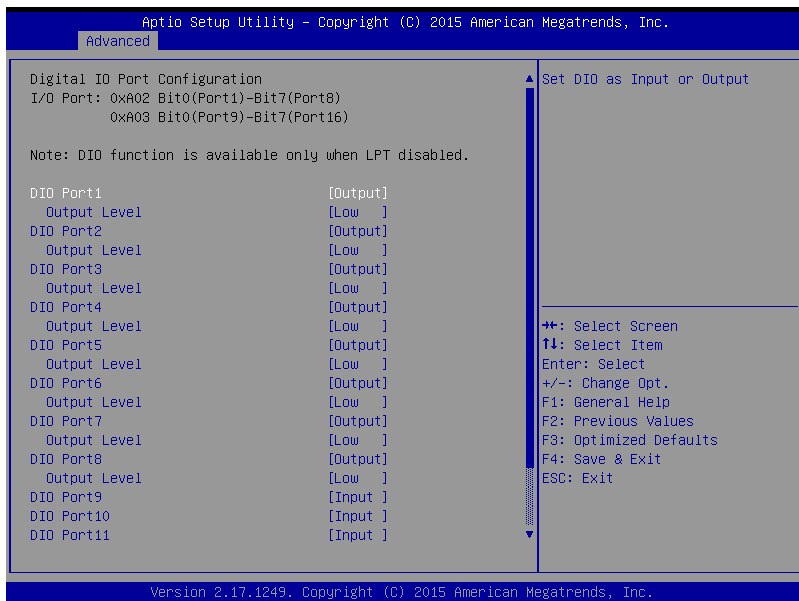 Aptio Setup Utility – Copyright (C) 2015 American Megatrends, Inc.
Advanced
Digital IO Port Configuration
I/O Port: 0xA02 Bit0(Port1)-Bit7(Port8)
0xA03 Bit0(Port9)-Bit7(Port16)
Note: DIO function is available only when LPT disabled.
DIO Port1 [Output]
Output Level [Low ]
DIO Port2 [Output]
Output Level [Low ]
DIO Port3 [Output]
Output Level [Low ]
DIO Port4 [Output]
Output Level [Low ]
DIO Port5 [Output]
Output Level [Low ]
DIO Port6 [Output]
Output Level [Low ]
DIO Port7 [Output]
Output Level [Low ]
DIO Port8 [Output]
Output Level [Low ]
DIO Port9 [Input ]
DIO Port10 [Input ]
DIO Port11 [Input ]
Set DIO as Input or Output
→←: Select Screen
↑↓: Select Item
Enter: Select
+/-: Change Opt.
F1: General Help
F2: Previous Values
F3: Optimized Defaults
F4: Save & Exit
ESC: Exit
Version 2.17.1249. Copyright (C) 2015 American Megatrends, Inc.